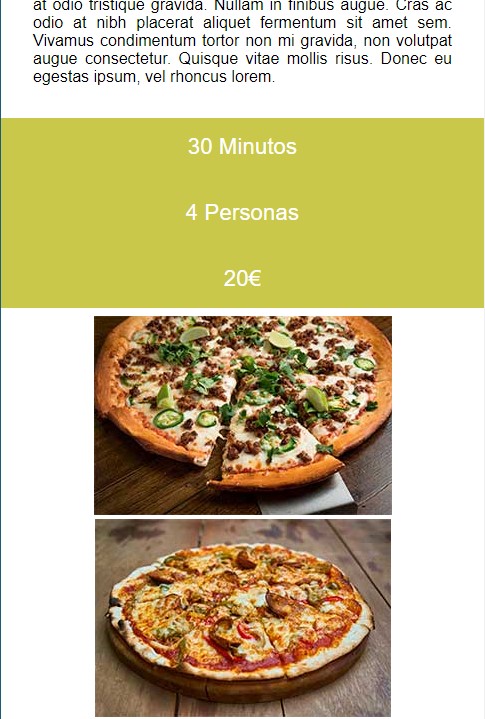 at odio tristique gravida. Nullam in finibus augue. Cras ac
odio at nibh placerat aliquet fermentum sit amet sem.
Vivamus condimentum tortor non mi gravida, non volutpat
augue consectetur. Quisque vitae mollis risus. Donec eu
egestas ipsum, vel rhoncus lorem.
30 Minutos
4 Personas
20€